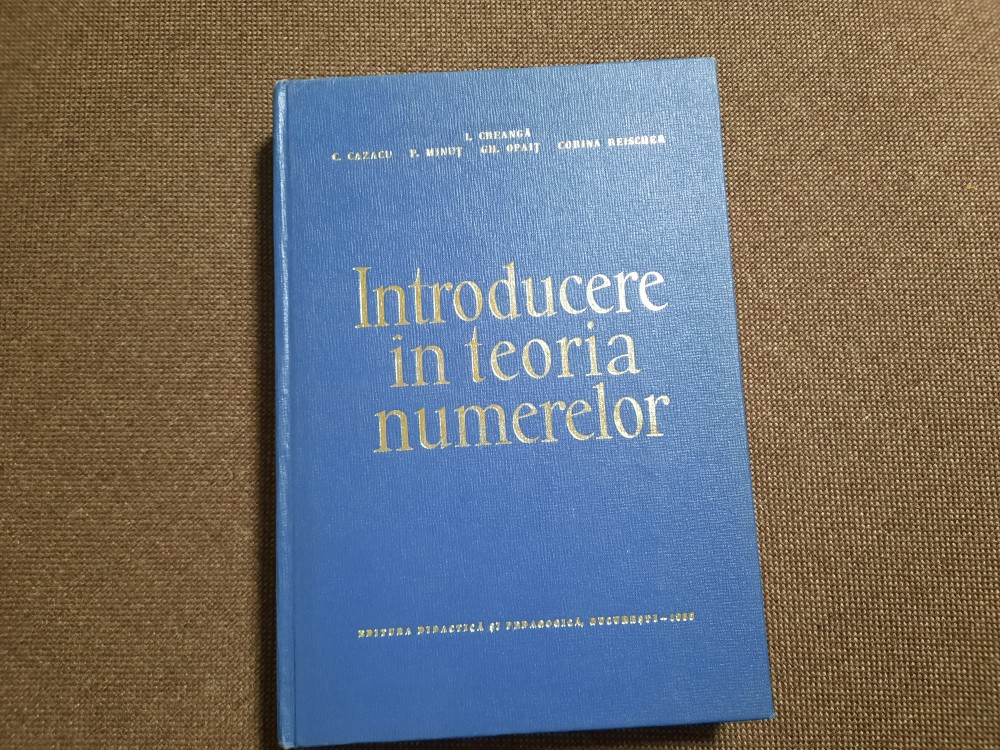 I. CREANGĂ
C. CAZACU P. MINUȚ GH. OPAIȚ CORINA REISCHER
Introducere
în teoria
numerelor
EDITURA DIDACTICĂ ȘI PEDAGOGICĂ, BUCUREȘTI –